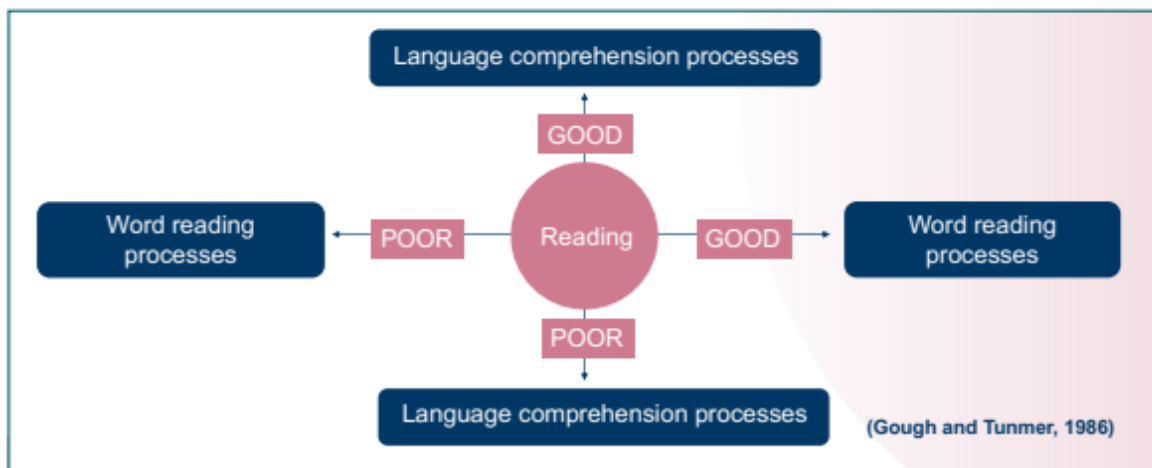 Language comprehension processes
GOOD
Word reading
processes
POOR
Reading
GOOD
Word reading
processes
POOR
Language comprehension processes
(Gough and Tunmer, 1986)